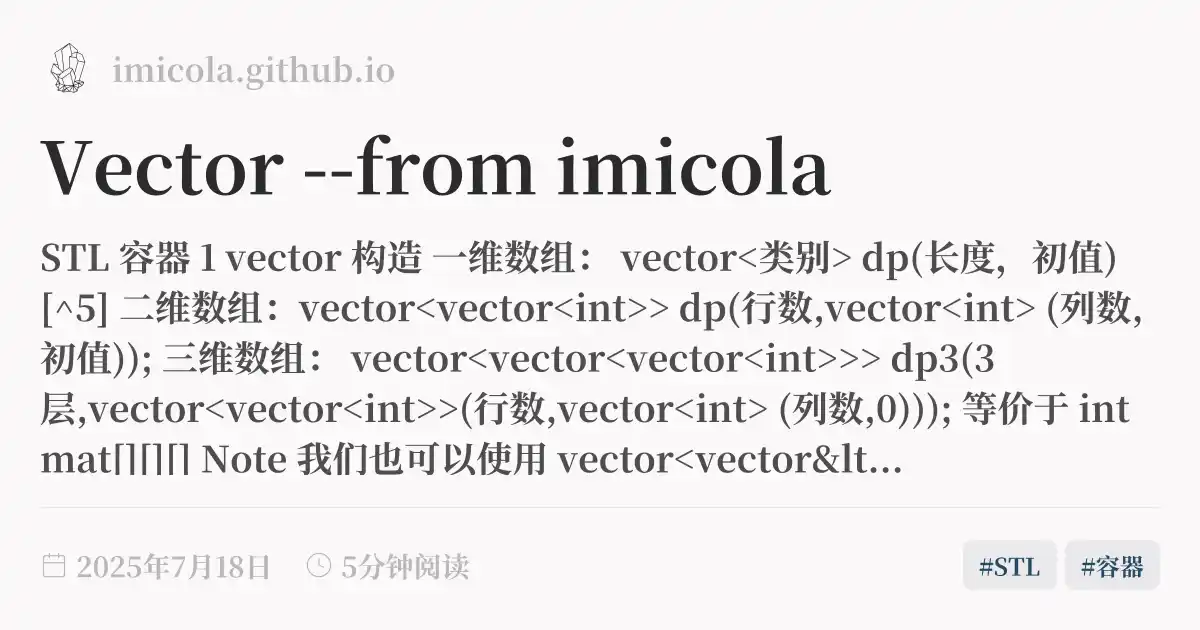 imicola.github.io
Vector --from imicola
STL 容器 1 vector 构造 一维数组： vector<类别> dp(长度，初值)
[^5] 二维数组：vector<vector<int>> dp(行数,vector<int> (列数,
初值)); 三维数组： vector<vector<vector<int>>> dp3(3
层,vector<vector<int>>(行数,vector<int> (列数,0))); 等价于 int
mat[][][] Note 我们也可以使用 vector<vector&lt...
2025年7月18日 5分钟阅读 #STL #容器